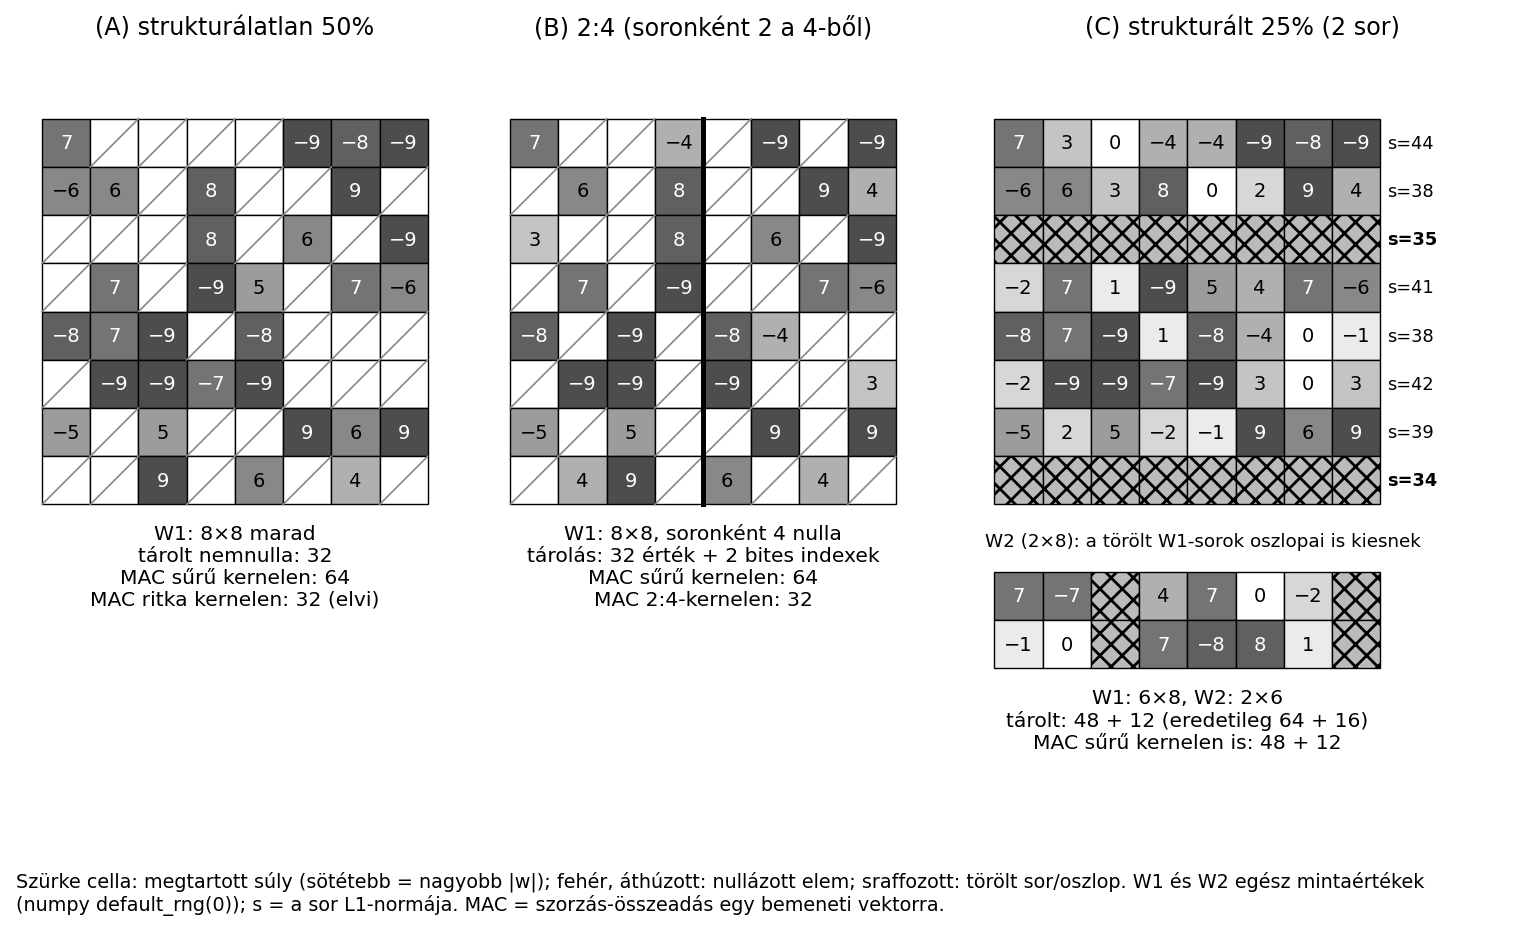 (A) strukturálatlan 50%
(B) 2:4 (soronként 2 a 4-ből)
(C) strukturált 25% (2 sor)
7 −9 −8 −9
−6 6 8 9
8 6 −9
7 −9 5 7 −6
−8 7 −9 −8
−9 −9 −7 −9
−5 5 9 6 9
9 6 4
W1: 8×8 marad
tárolt nemnulla: 32
MAC sűrű kernelen: 64
MAC ritka kernelen: 32 (elvi)
7 −4 −9 −9
6 8 9 4
3 8 6 −9
7 −9 7 −6
−8 −9 −8 −4
−9 −9 −9 3
−5 5 9 9
4 9 6 4
W1: 8×8, soronként 4 nulla
tárolás: 32 érték + 2 bites indexek
MAC sűrű kernelen: 64
MAC 2:4-kernelen: 32
7 3 0 −4 −4 −9 −8 −9 s=44
−6 6 3 8 0 2 9 4 s=38
s=35
−2 7 1 −9 5 4 7 −6 s=41
−8 7 −9 1 −8 −4 0 −1 s=38
−2 −9 −9 −7 −9 3 0 3 s=42
−5 2 5 −2 −1 9 6 9 s=39
s=34
W2 (2×8): a törölt W1-sorok oszlopai is kiesnek
7 −7 4 7 0 −2
−1 0 7 −8 8 1
W1: 6×8, W2: 2×6
tárolt: 48 + 12 (eredetileg 64 + 16)
MAC sűrű kernelen is: 48 + 12
Szürke cella: megtartott súly (sötétebb = nagyobb |w|); fehér, áthúzott: nullázott elem; sraffozott: törölt sor/oszlop. W1 és W2 egész mintaértékek
(numpy default_rng(0)); s = a sor L1-normája. MAC = szorzás-összeadás egy bemeneti vektorra.